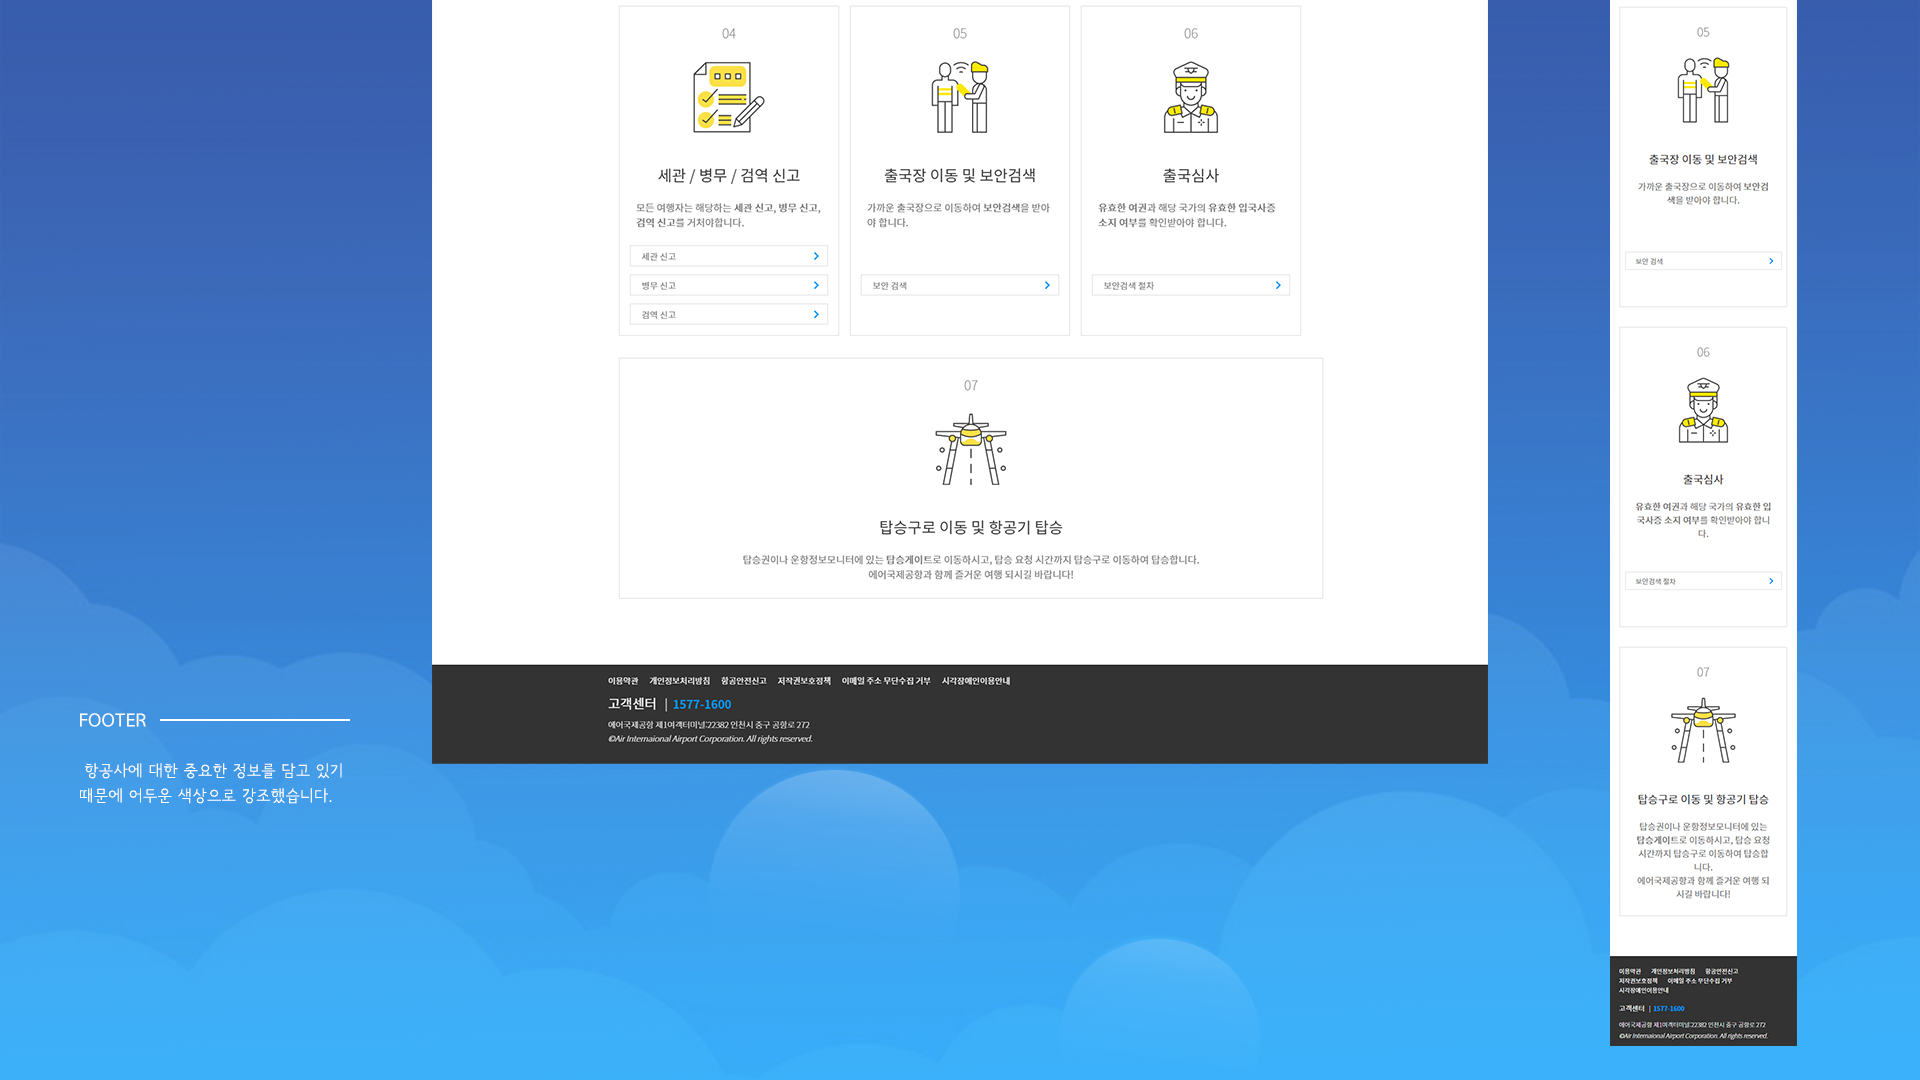 FOOTER
항공사에 대한 중요한 정보를 담고 있기
때문에 어두운 색상으로 강조했습니다.
04
세관 / 병무 / 검역 신고
모든 여행자는 해당하는 세관 신고, 병무 신고,
검역 신고를 거쳐야합니다.
세관 신고
병무 신고
검역 신고
05
출국장 이동 및 보안검색
가까운 출국장으로 이동하여 보안검색을 받아
야 합니다.
보안 검색
06
출국심사
유효한 여권과 해당 국가의 유효한 입국사증
소지 여부를 확인받아야 합니다.
보안검색 절차
07
탑승구로 이동 및 항공기 탑승
탑승권이나 운항정보모니터에 있는 탑승게이트로 이동하시고, 탑승 요청 시간까지 탑승구로 이동하여 탑승합니다.
에어국제공항과 함께 즐거운 여행 되시길 바랍니다!
이용약관 개인정보처리방침 항공안전신고 저작권보호정책 이메일 주소 무단수집 거부 시각장애인이용안내
고객센터 | 1577-1600
에어국제공항 제1여객터미널:22382 인천시 중구 공항로 272
©Air Internaional Airport Corporation. All rights reserved.
05
출국장 이동 및 보안검색
가까운 출국장으로 이동하여 보안검
색을 받아야 합니다.
보안 검색
06
출국심사
유효한 여권과 해당 국가의 유효한 입
국사증 소지 여부를 확인받아야 합니
다.
보안검색 절차
07
탑승구로 이동 및 항공기 탑승
탑승권이나 운항정보모니터에 있는
탑승게이트로 이동하시고, 탑승 요청
시간까지 탑승구로 이동하여 탑승합
니다.
에어국제공항과 함께 즐거운 여행 되
시길 바랍니다!
이용약관 개인정보처리방침 항공안전신고
저작권보호정책 이메일 주소 무단수집 거부
시각장애인이용안내
고객센터 | 1577-1600
에어국제공항 제1여객터미널:22382 인천시 중구 공항로 272
©Air Internaional Airport Corporation. All rights reserved.